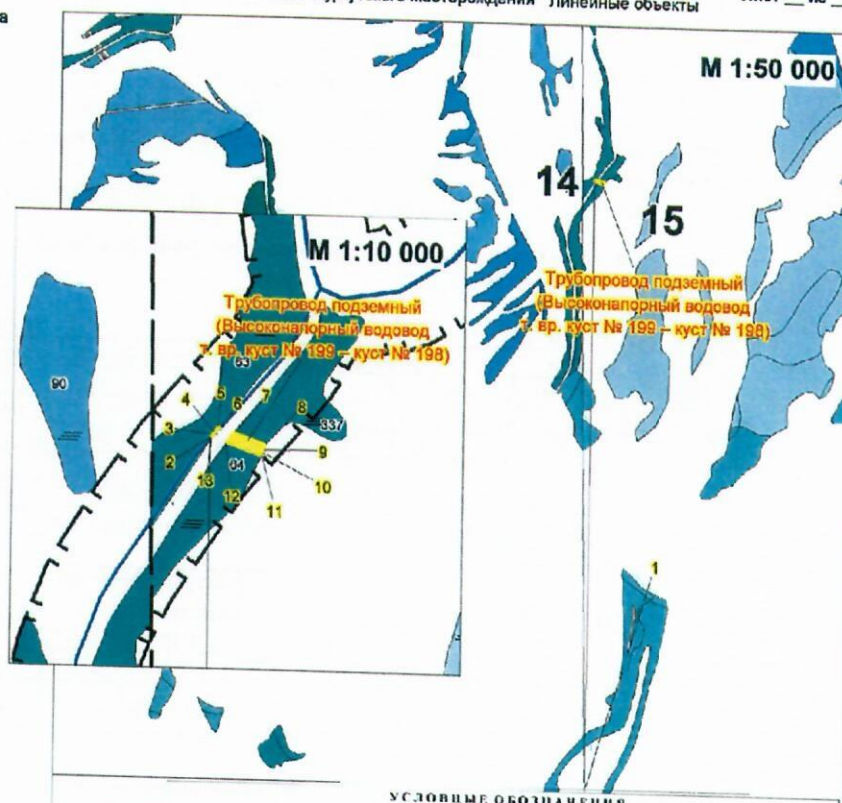 месторождения Линейные объекты
М 1:50 000
14
15
М 1:10 000
Трубопровод подземный
(Высоконапорный водовод
т. вр. куст № 199 – куст № 198)
Трубопровод подземный
(Высоконапорный водовод
т. вр. куст № 199 – куст № 198)
90
63
5
7
4
6
8
337
3
9
2
64
13
10
12
11
1
УСЛОВНЫЕ ОБОЗНАЧЕНИЯ